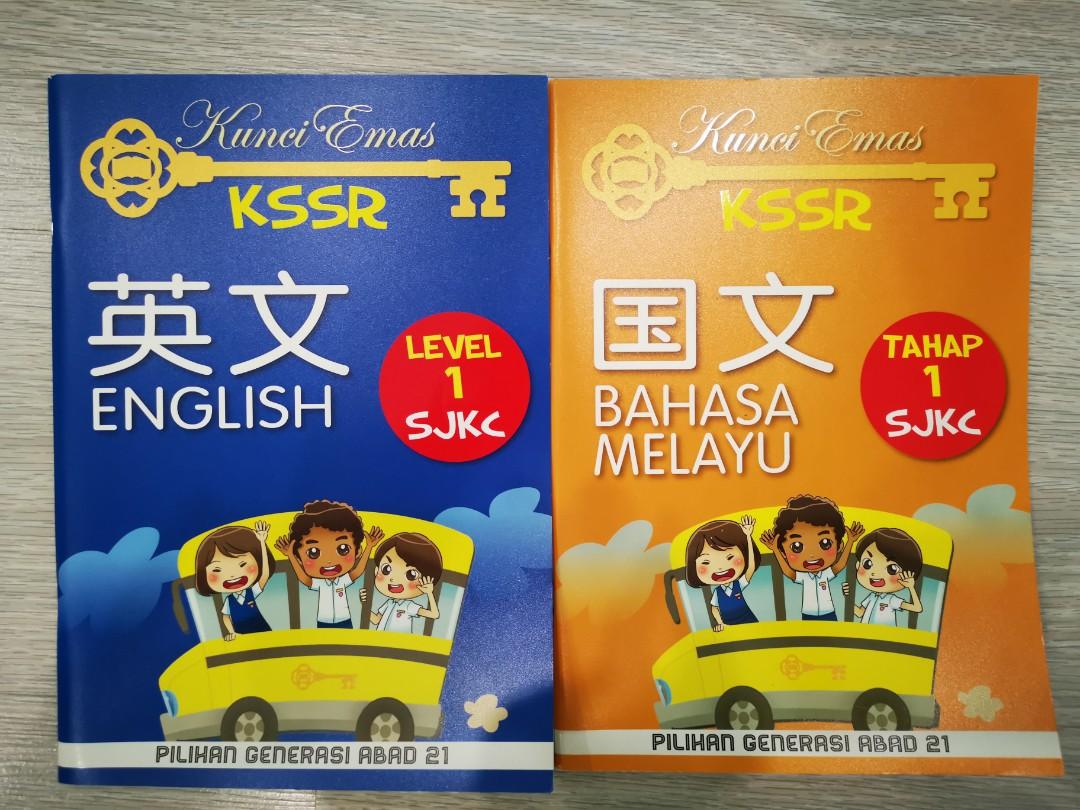 Kunci Emas
KSSR
英文
ENGLISH
LEVEL
1
SJKC
PILIHAN GENERASI ABAD 21
Kunci Emas
KSSR
国文
BAHASA
MELAYU
TAHAP
1
SJKC
PILIHAN GENERASI ABAD 21